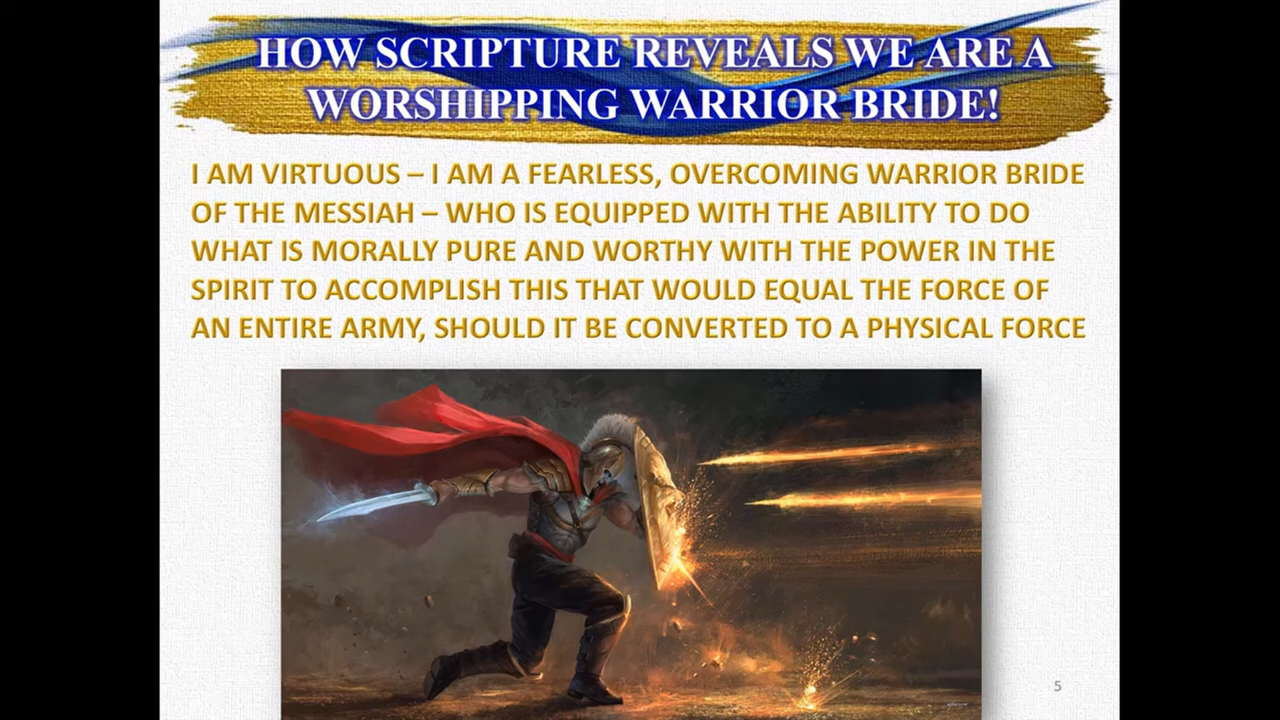 HOW SCRIPTURE REVEALS WE ARE A
WORSHIPPING WARRIOR BRIDE!
I AM VIRTUOUS – I AM A FEARLESS, OVERCOMING WARRIOR BRIDE
OF THE MESSIAH – WHO IS EQUIPPED WITH THE ABILITY TO DO
WHAT IS MORALLY PURE AND WORTHY WITH THE POWER IN THE
SPIRIT TO ACCOMPLISH THIS THAT WOULD EQUAL THE FORCE OF
AN ENTIRE ARMY, SHOULD IT BE CONVERTED TO A PHYSICAL FORCE
5